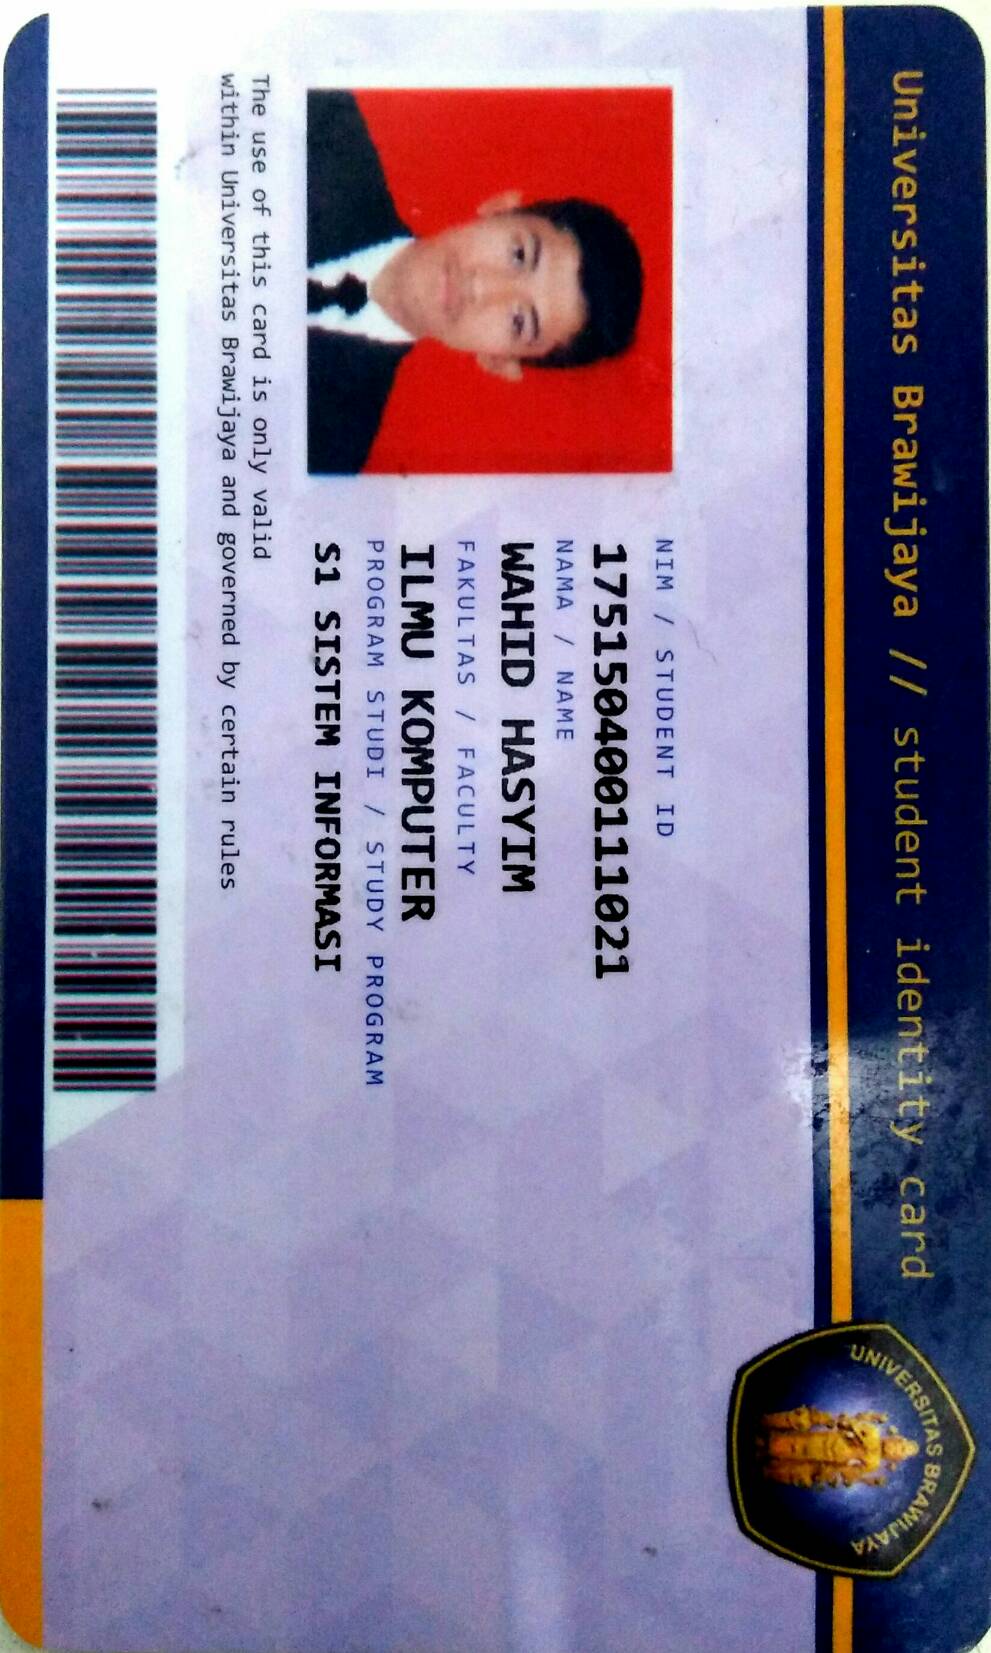 Universitas Brawijaya // student identity card
UNIVERSITAS BRAWIJAYA
NIM / STUDENT ID
175150400111021
NAMA / NAME
WAHID HASYIM
FAKULTAS / FACULTY
ILMU KOMPUTER
PROGRAM STUDI / STUDY PROGRAM
S1 SISTEM INFORMASI
The use of this card is only valid
within Universitas Brawijaya and governed by certain rules